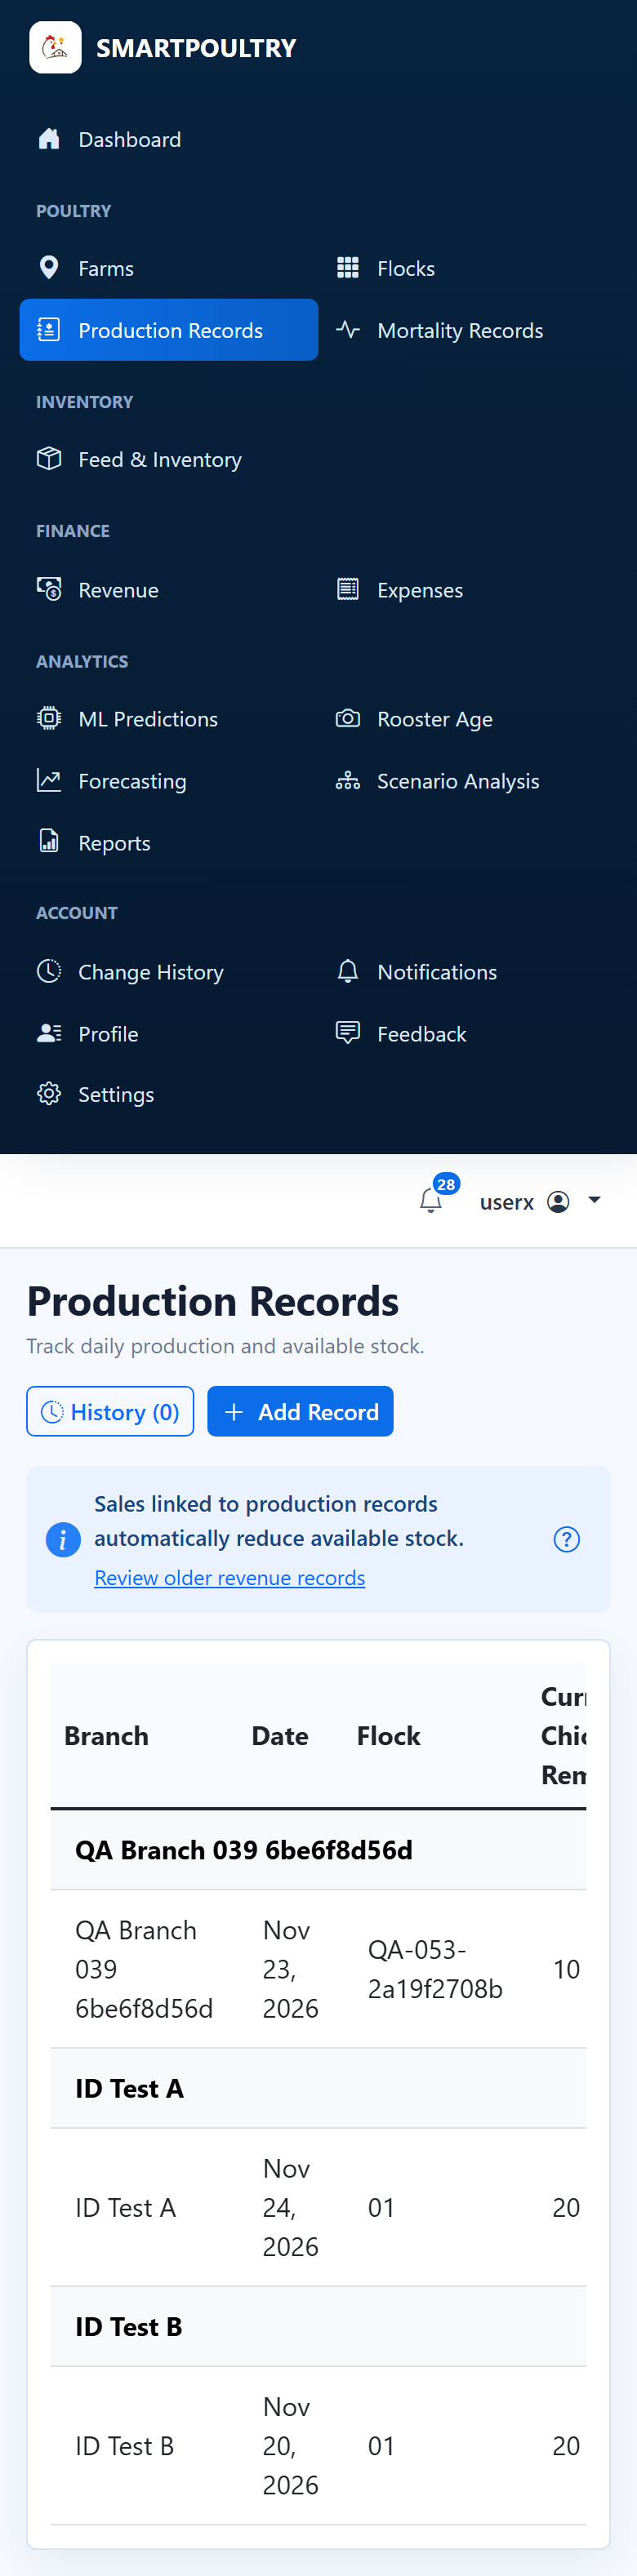 SMARTPOULTRY
Dashboard
POULTRY
Farms
Flocks
Production Records
Mortality Records
INVENTORY
Feed & Inventory
FINANCE
Revenue
Expenses
ANALYTICS
ML Predictions
Rooster Age
Forecasting
Scenario Analysis
Reports
ACCOUNT
Change History
Notifications
Profile
Feedback
Settings
28
userx
Production Records
Track daily production and available stock.
History (0)
+ Add Record
Sales linked to production records
automatically reduce available stock.
Review older revenue records
Branch
Date
Flock
QA Branch 039 6be6f8d56d
QA Branch
039
6be6f8d56d
Nov
23,
2026
QA-053-
2a19f2708b
10
ID Test A
ID Test A
Nov
24,
2026
01
20
ID Test B
ID Test B
Nov
20,
2026
01
20